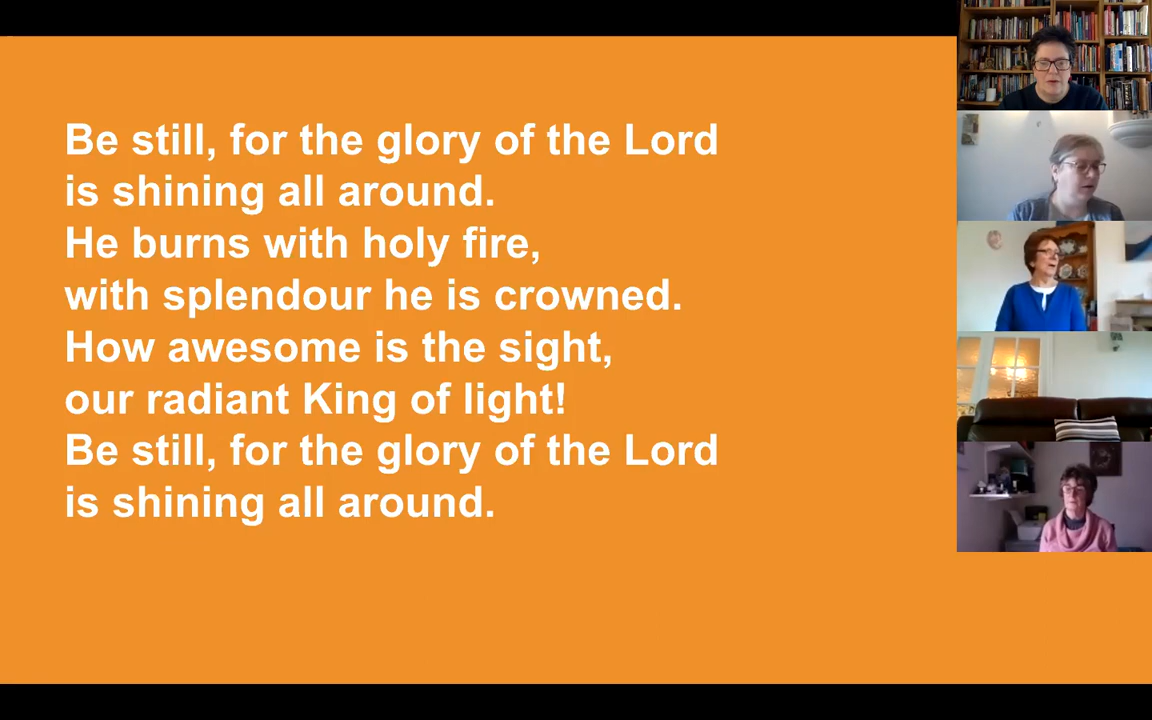 Be still, for the glory of the Lord
is shining all around.
He burns with holy fire,
with splendour he is crowned.
How awesome is the sight,
our radiant King of light!
Be still, for the glory of the Lord
is shining all around.